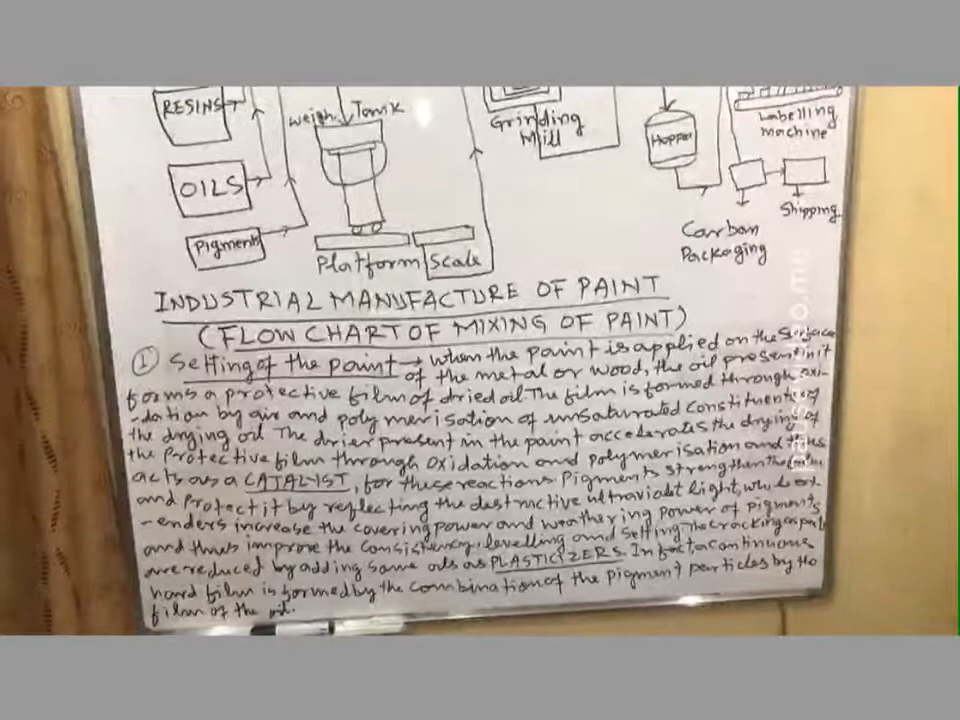 RESINS
Weigh Tank
Grinding
Mill
Hopper
Labelling
machine
OILS
Shipping
Pigments
Carban
Packaging
Platform Scale
INDUSTRIAL MANUFACTURE OF PAINT
(FLOW CHART OF MIXING OF PAINT)
① Setting of the paint → when the paint is applied on the surface
of the metal or wood, the oil present in it
forms a protective film of dried oil. The film is formed through oxi-
-dation by air and polymerisation of unsaturated constituents of
the drying oil The drier present in the paint accelerates the drying of
the Protective film through oxidation and polymerisation and thus
acts as a CATALYST, for these reactions. Pigments strengthen the film
and Protect it by reflecting the destructive ultraviolet light, while ext
-enders increase the covering power and weathering power of pigments
and thus improve the consistency, levelling and setting. The cracking of paint
are reduced by adding some oils as PLASTICIZERS. In fact, a continuous
hard film is formed by the combination of the pigment particles by the
film of the oil.